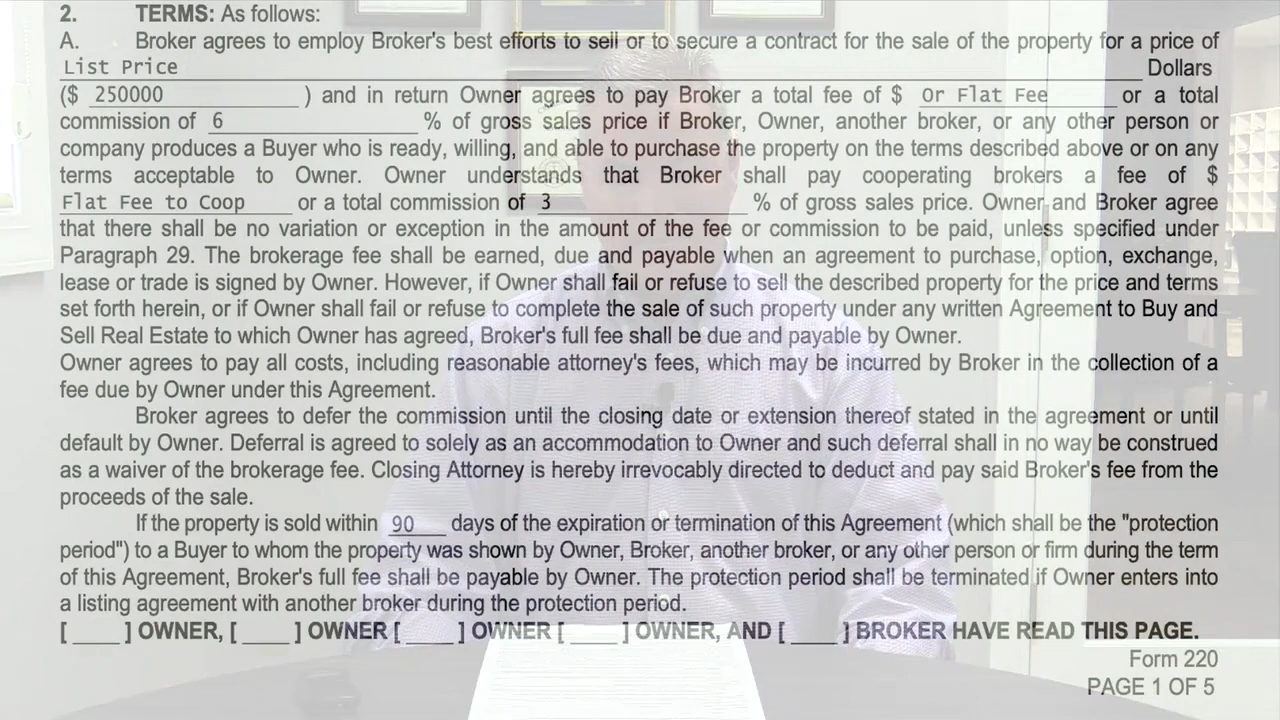 2. TERMS: As follows:
A. Broker agrees to employ Broker's best efforts to sell or to secure a contract for the sale of the property for a price of
List Price Dollars
($ 250000 ) and in return Owner agrees to pay Broker a total fee of $ Or Flat Fee or a total
commission of 6 % of gross sales price if Broker, Owner, another broker, or any other person or
company produces a Buyer who is ready, willing, and able to purchase the property on the terms described above or on any
terms acceptable to Owner. Owner understands that Broker shall pay cooperating brokers a fee of $
Flat Fee to Coop or a total commission of 3 % of gross sales price. Owner and Broker agree
that there shall be no variation or exception in the amount of the fee or commission to be paid, unless specified under
Paragraph 29. The brokerage fee shall be earned, due and payable when an agreement to purchase, option, exchange,
lease or trade is signed by Owner. However, if Owner shall fail or refuse to sell the described property for the price and terms
set forth herein, or if Owner shall fail or refuse to complete the sale of such property under any written Agreement to Buy and
Sell Real Estate to which Owner has agreed, Broker's full fee shall be due and payable by Owner.
Owner agrees to pay all costs, including reasonable attorney's fees, which may be incurred by Broker in the collection of a
fee due by Owner under this Agreement.
Broker agrees to defer the commission until the closing date or extension thereof stated in the agreement or until
default by Owner. Deferral is agreed to solely as an accommodation to Owner and such deferral shall in no way be construed
as a waiver of the brokerage fee. Closing Attorney is hereby irrevocably directed to deduct and pay said Broker's fee from the
proceeds of the sale.
If the property is sold within 90 days of the expiration or termination of this Agreement (which shall be the "protection
period") to a Buyer to whom the property was shown by Owner, Broker, another broker, or any other person or firm during the term
of this Agreement, Broker's full fee shall be payable by Owner. The protection period shall be terminated if Owner enters into
a listing agreement with another broker during the protection period.
[ ____ ] OWNER, [ ____ ] OWNER [ ____ ] OWNER [ ____ ] OWNER, AND [ ____ ] BROKER HAVE READ THIS PAGE.
Form 220
PAGE 1 OF 5